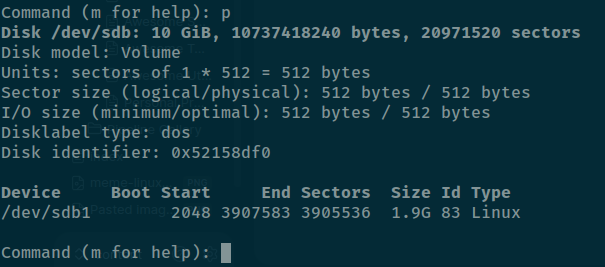 Command (m for help): p
Disk /dev/sdb: 10 GiB, 10737418240 bytes, 20971520 sectors
Disk model: Volume
Units: sectors of 1 * 512 = 512 bytes
Sector size (logical/physical): 512 bytes / 512 bytes
I/O size (minimum/optimal): 512 bytes / 512 bytes
Disklabel type: dos
Disk identifier: 0x52158df0
Device     Boot Start     End Sectors  Size Id Type
/dev/sdb1        2048 3907583 3905536  1.9G 83 Linux
Command (m for help):